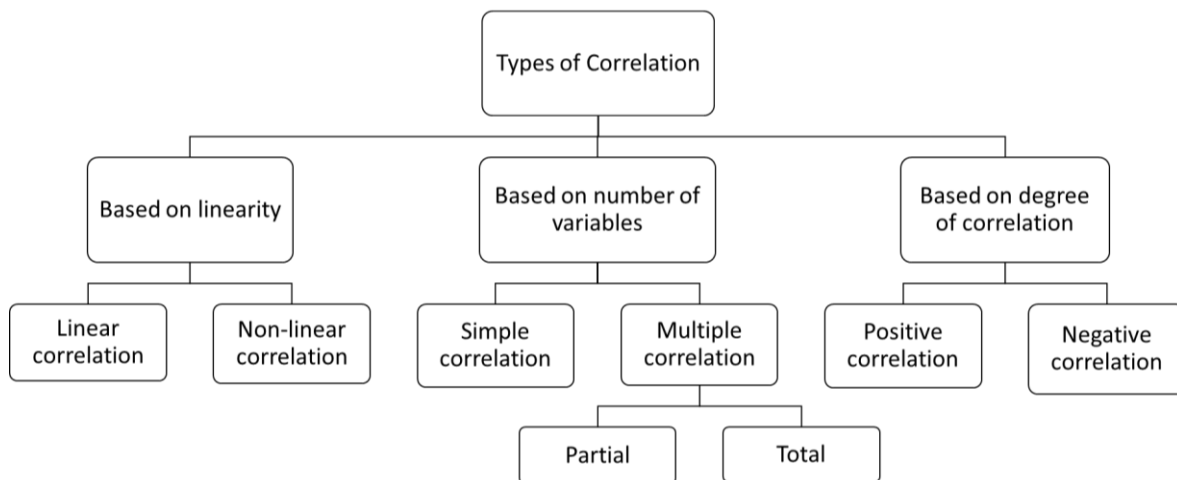 Types of Correlation
Based on linearity
Based on number of
variables
Based on degree
of correlation
Linear
correlation
Non-linear
correlation
Simple
correlation
Multiple
correlation
Positive
correlation
Negative
correlation
Partial
Total